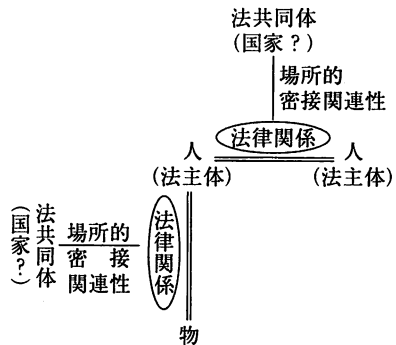 法共同体
(国家?)
場所的
密接関連性
法律関係
人
(法主体)
人
(法主体)
法共同体
(国家?)
場所的
密接
関連性
法律関係
物